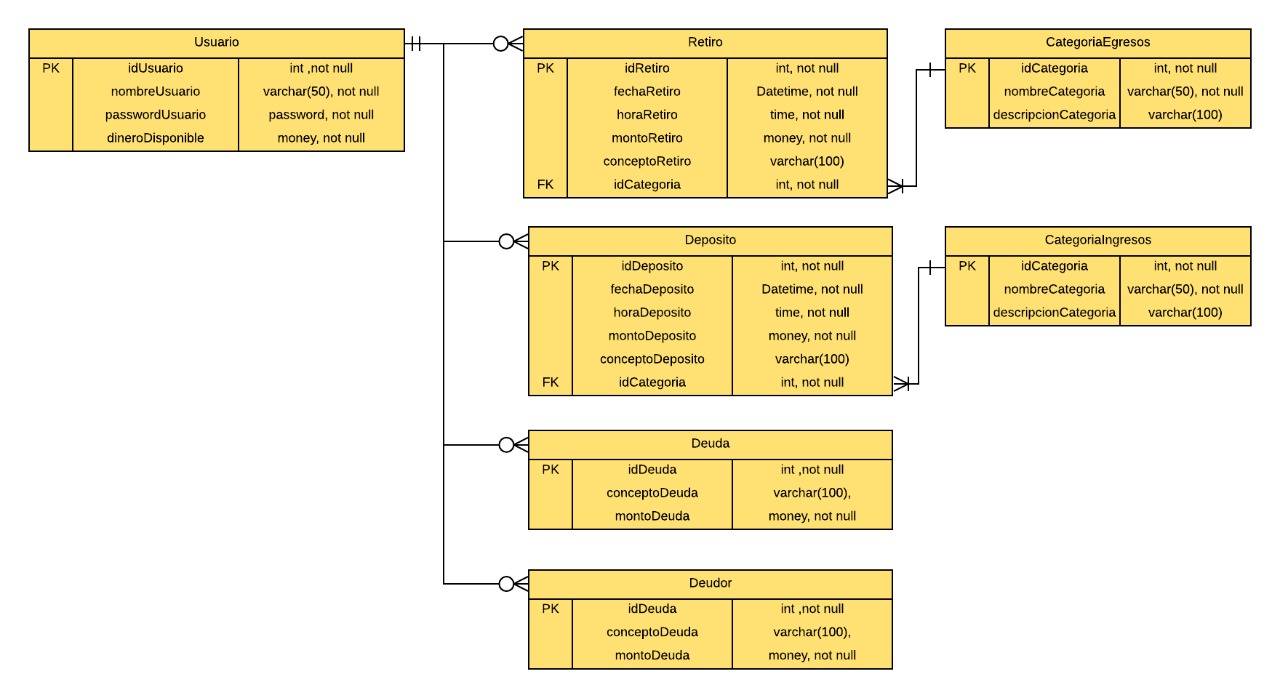 Usuario
PK idUsuario int ,not null
nombreUsuario varchar(50), not null
passwordUsuario password, not null
dineroDisponible money, not null
Retiro
PK idRetiro int, not null
fechaRetiro Datetime, not null
horaRetiro time, not null
montoRetiro money, not null
conceptoRetiro varchar(100)
FK idCategoria int, not null
CategoriaEgresos
PK idCategoria int, not null
nombreCategoria varchar(50), not null
descripcionCategoria varchar(100)
Deposito
PK idDeposito int, not null
fechaDeposito Datetime, not null
horaDeposito time, not null
montoDeposito money, not null
conceptoDeposito varchar(100)
FK idCategoria int, not null
CategoriaIngresos
PK idCategoria int, not null
nombreCategoria varchar(50), not null
descripcionCategoria varchar(100)
Deuda
PK idDeuda int ,not null
conceptoDeuda varchar(100),
montoDeuda money, not null
Deudor
PK idDeuda int ,not null
conceptoDeuda varchar(100),
montoDeuda money, not null